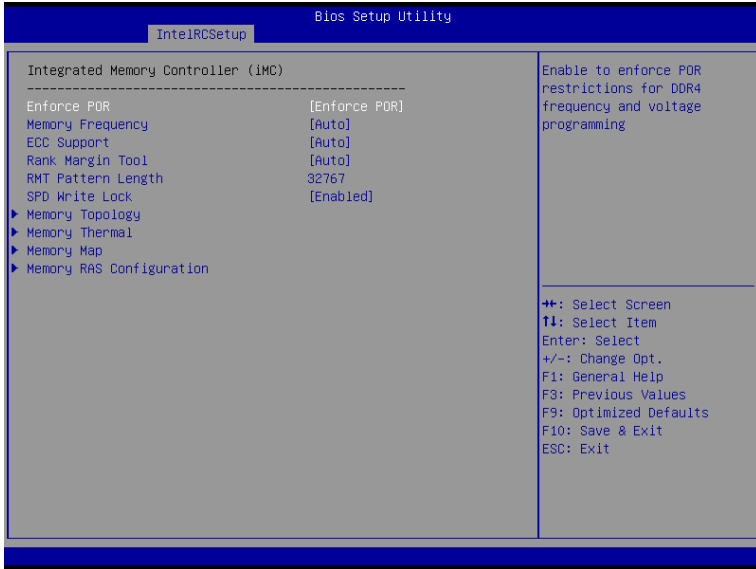 Bios Setup Utility
IntelRCSetup
Integrated Memory Controller (iMC)
--------------------------------------------------
Enforce POR [Enforce POR]
Memory Frequency [Auto]
ECC Support [Auto]
Rank Margin Tool [Auto]
RMT Pattern Length 32767
SPD Write Lock [Enabled]
Memory Topology
Memory Thermal
Memory Map
Memory RAS Configuration
Enable to enforce POR
restrictions for DDR4
frequency and voltage
programming
→←: Select Screen
↑↓: Select Item
Enter: Select
+/-: Change Opt.
F1: General Help
F3: Previous Values
F9: Optimized Defaults
F10: Save & Exit
ESC: Exit